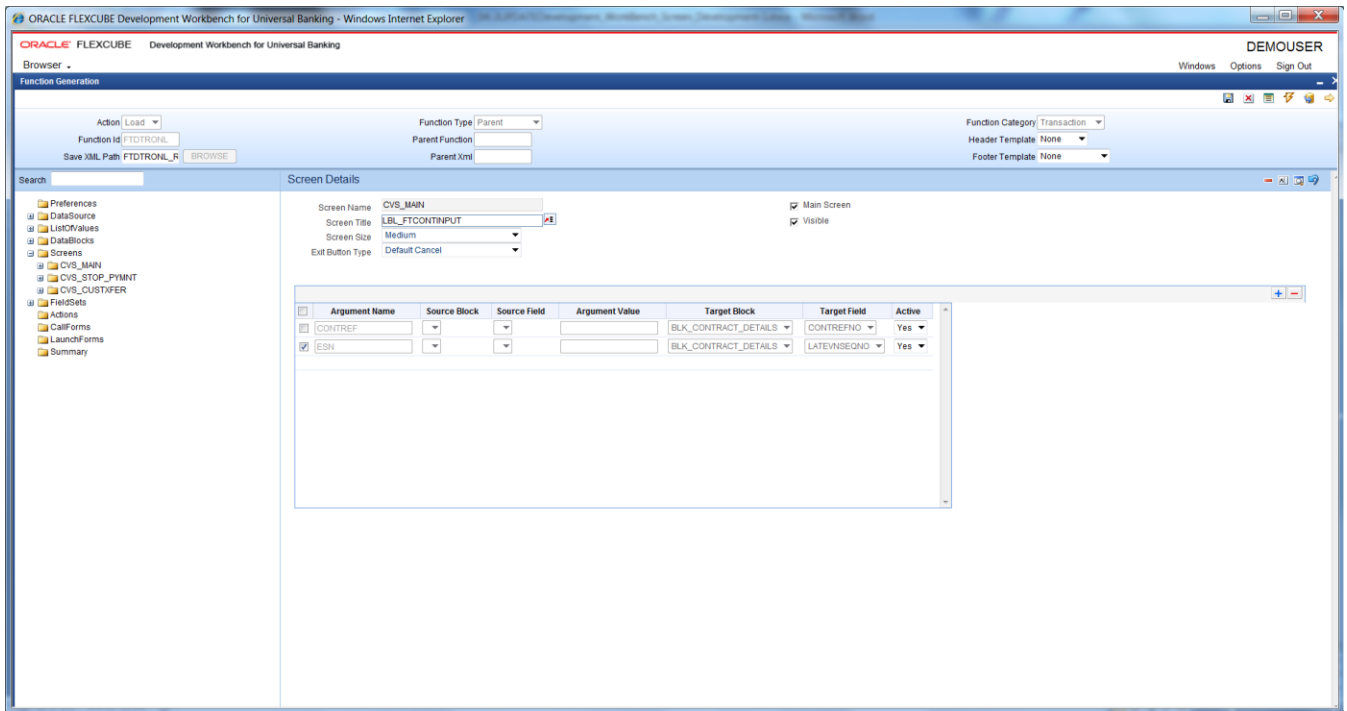 ORACLE FLEXCUBE Development Workbench for Universal Banking - Windows Internet Explorer
ORACLE FLEXCUBE Development Workbench for Universal Banking
DEMOUSER
Browser
Windows Options Sign Out
Function Generation
Action Load Function Type Parent Function Category Transaction
Function Id FTDTRONL Parent Function Header Template None
Save XML Path FTDTRONL_R BROWSE Parent Xml Footer Template None
Search
Screen Details
Preferences
DataSource
ListOfValues
DataBlocks
Screens
CVS_MAIN
CVS_STOP_PYMNT
CVS_CUSTXFER
FieldSets
Actions
CallForms
LaunchForms
Summary
Screen Name CVS_MAIN Main Screen
Screen Title LBL_FTCONTINPUT Visible
Screen Size Medium
Exit Button Type Default Cancel
Argument Name Source Block Source Field Argument Value Target Block Target Field Active
CONTREF BLK_CONTRACT_DETAILS CONTREFNO Yes
ESN BLK_CONTRACT_DETAILS LATEVNSEQNO Yes